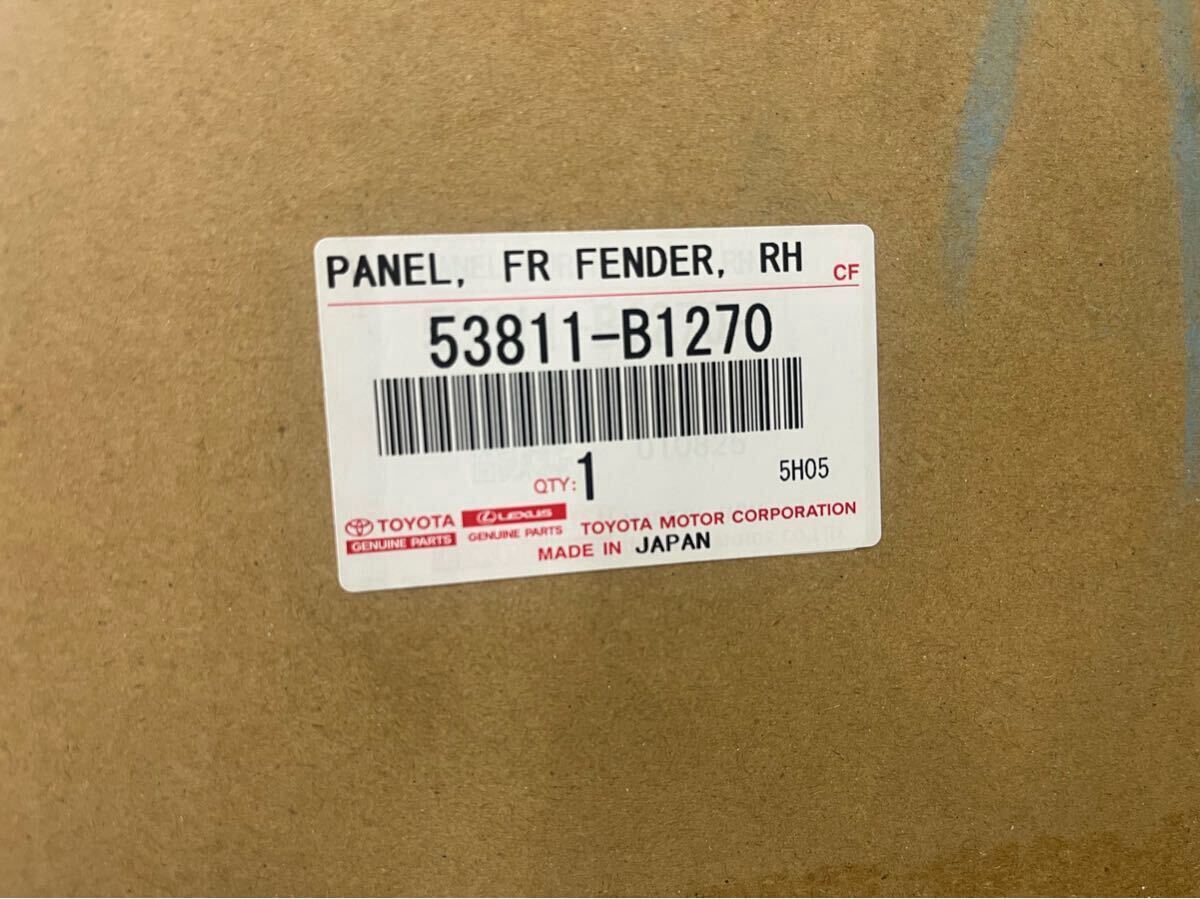 PANEL, FR FENDER, RH CF
53811-B1270
QTY: 1
5H05
TOYOTA
GENUINE PARTS
LEXUS
GENUINE PARTS
TOYOTA MOTOR CORPORATION
MADE IN JAPAN